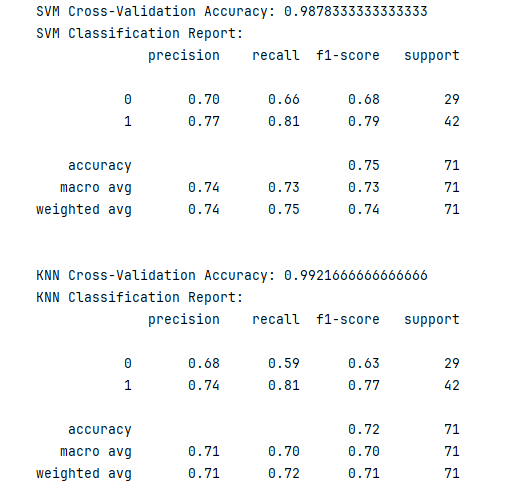 SVM Cross-Validation Accuracy: 0.9878333333333333
SVM Classification Report:
precision recall f1-score support
0 0.70 0.66 0.68 29
1 0.77 0.81 0.79 42
accuracy 0.75 71
macro avg 0.74 0.73 0.73 71
weighted avg 0.74 0.75 0.74 71
KNN Cross-Validation Accuracy: 0.9921666666666666
KNN Classification Report:
precision recall f1-score support
0 0.68 0.59 0.63 29
1 0.74 0.81 0.77 42
accuracy 0.72 71
macro avg 0.71 0.70 0.70 71
weighted avg 0.71 0.72 0.71 71